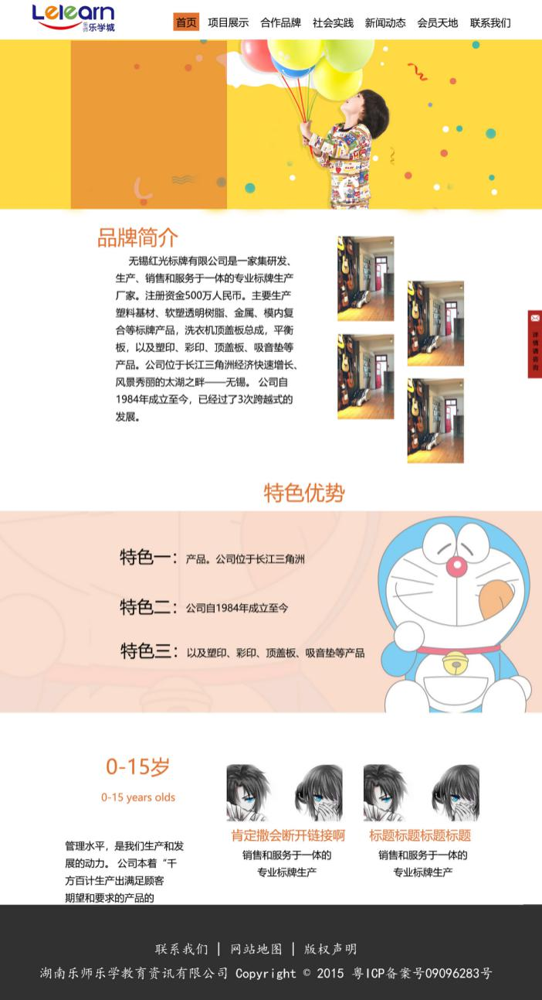 Lelearn
乐学城
首页 项目展示 合作品牌 社会实践 新闻动态 会员天地 联系我们
品牌简介
无锡红光标牌有限公司是一家集研发、
生产、销售和服务于一体的专业标牌生产
厂家。注册资金500万人民币。主要生产
塑料基材、软塑透明树脂、金属、模内复
合等标牌产品，洗衣机顶盖板总成，平衡
板，以及塑印、彩印、顶盖板、吸音垫等
产品。公司位于长江三角洲经济快速增长、
风景秀丽的太湖之畔——无锡。 公司自
1984年成立至今，已经过了3次跨越式的
发展。
详情请咨询
特色优势
特色一：产品。公司位于长江三角洲
特色二：公司自1984年成立至今
特色三：以及塑印、彩印、顶盖板、吸音垫等产品
0-15岁
0-15 years olds
管理水平，是我们生产和发
展的动力。 公司本着“千
方百计生产出满足顾客
期望和要求的产品的
肯定撒会断开链接啊
销售和服务于一体的
专业标牌生产
标题标题标题标题
销售和服务于一体的
专业标牌生产
联系我们 | 网站地图 | 版权声明
湖南乐师乐学教育资讯有限公司 Copyright © 2015 粤ICP备案号09096283号